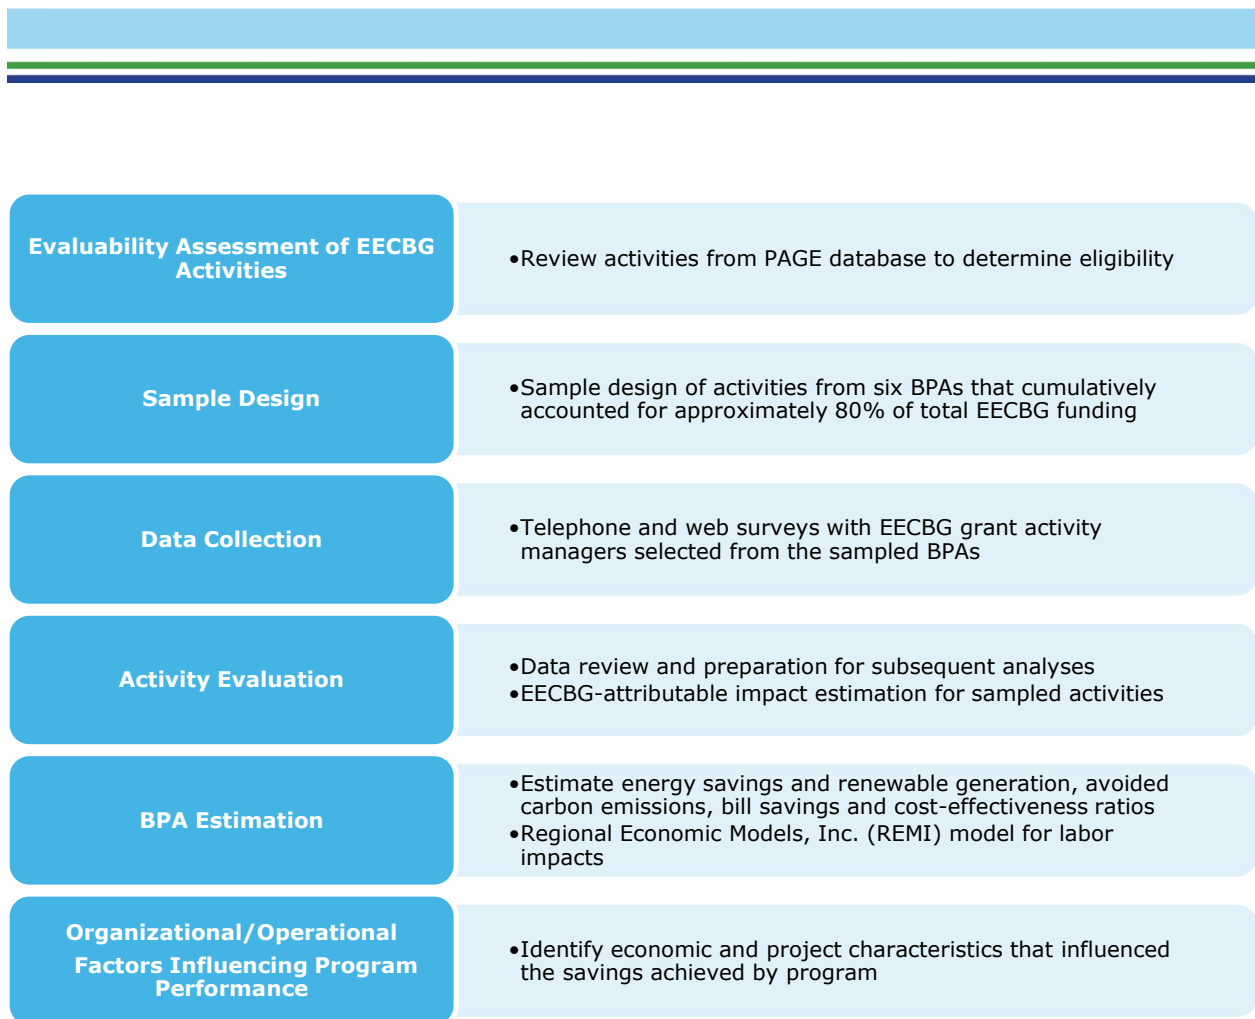 Evaluability Assessment of EECBG
Activities
•Review activities from PAGE database to determine eligibility
Sample Design
•Sample design of activities from six BPAs that cumulatively
accounted for approximately 80% of total EECBG funding
Data Collection
•Telephone and web surveys with EECBG grant activity
managers selected from the sampled BPAs
Activity Evaluation
•Data review and preparation for subsequent analyses
•EECBG-attributable impact estimation for sampled activities
BPA Estimation
•Estimate energy savings and renewable generation, avoided
carbon emissions, bill savings and cost-effectiveness ratios
•Regional Economic Models, Inc. (REMI) model for labor
impacts
Organizational/Operational
Factors Influencing Program
Performance
•Identify economic and project characteristics that influenced
the savings achieved by program